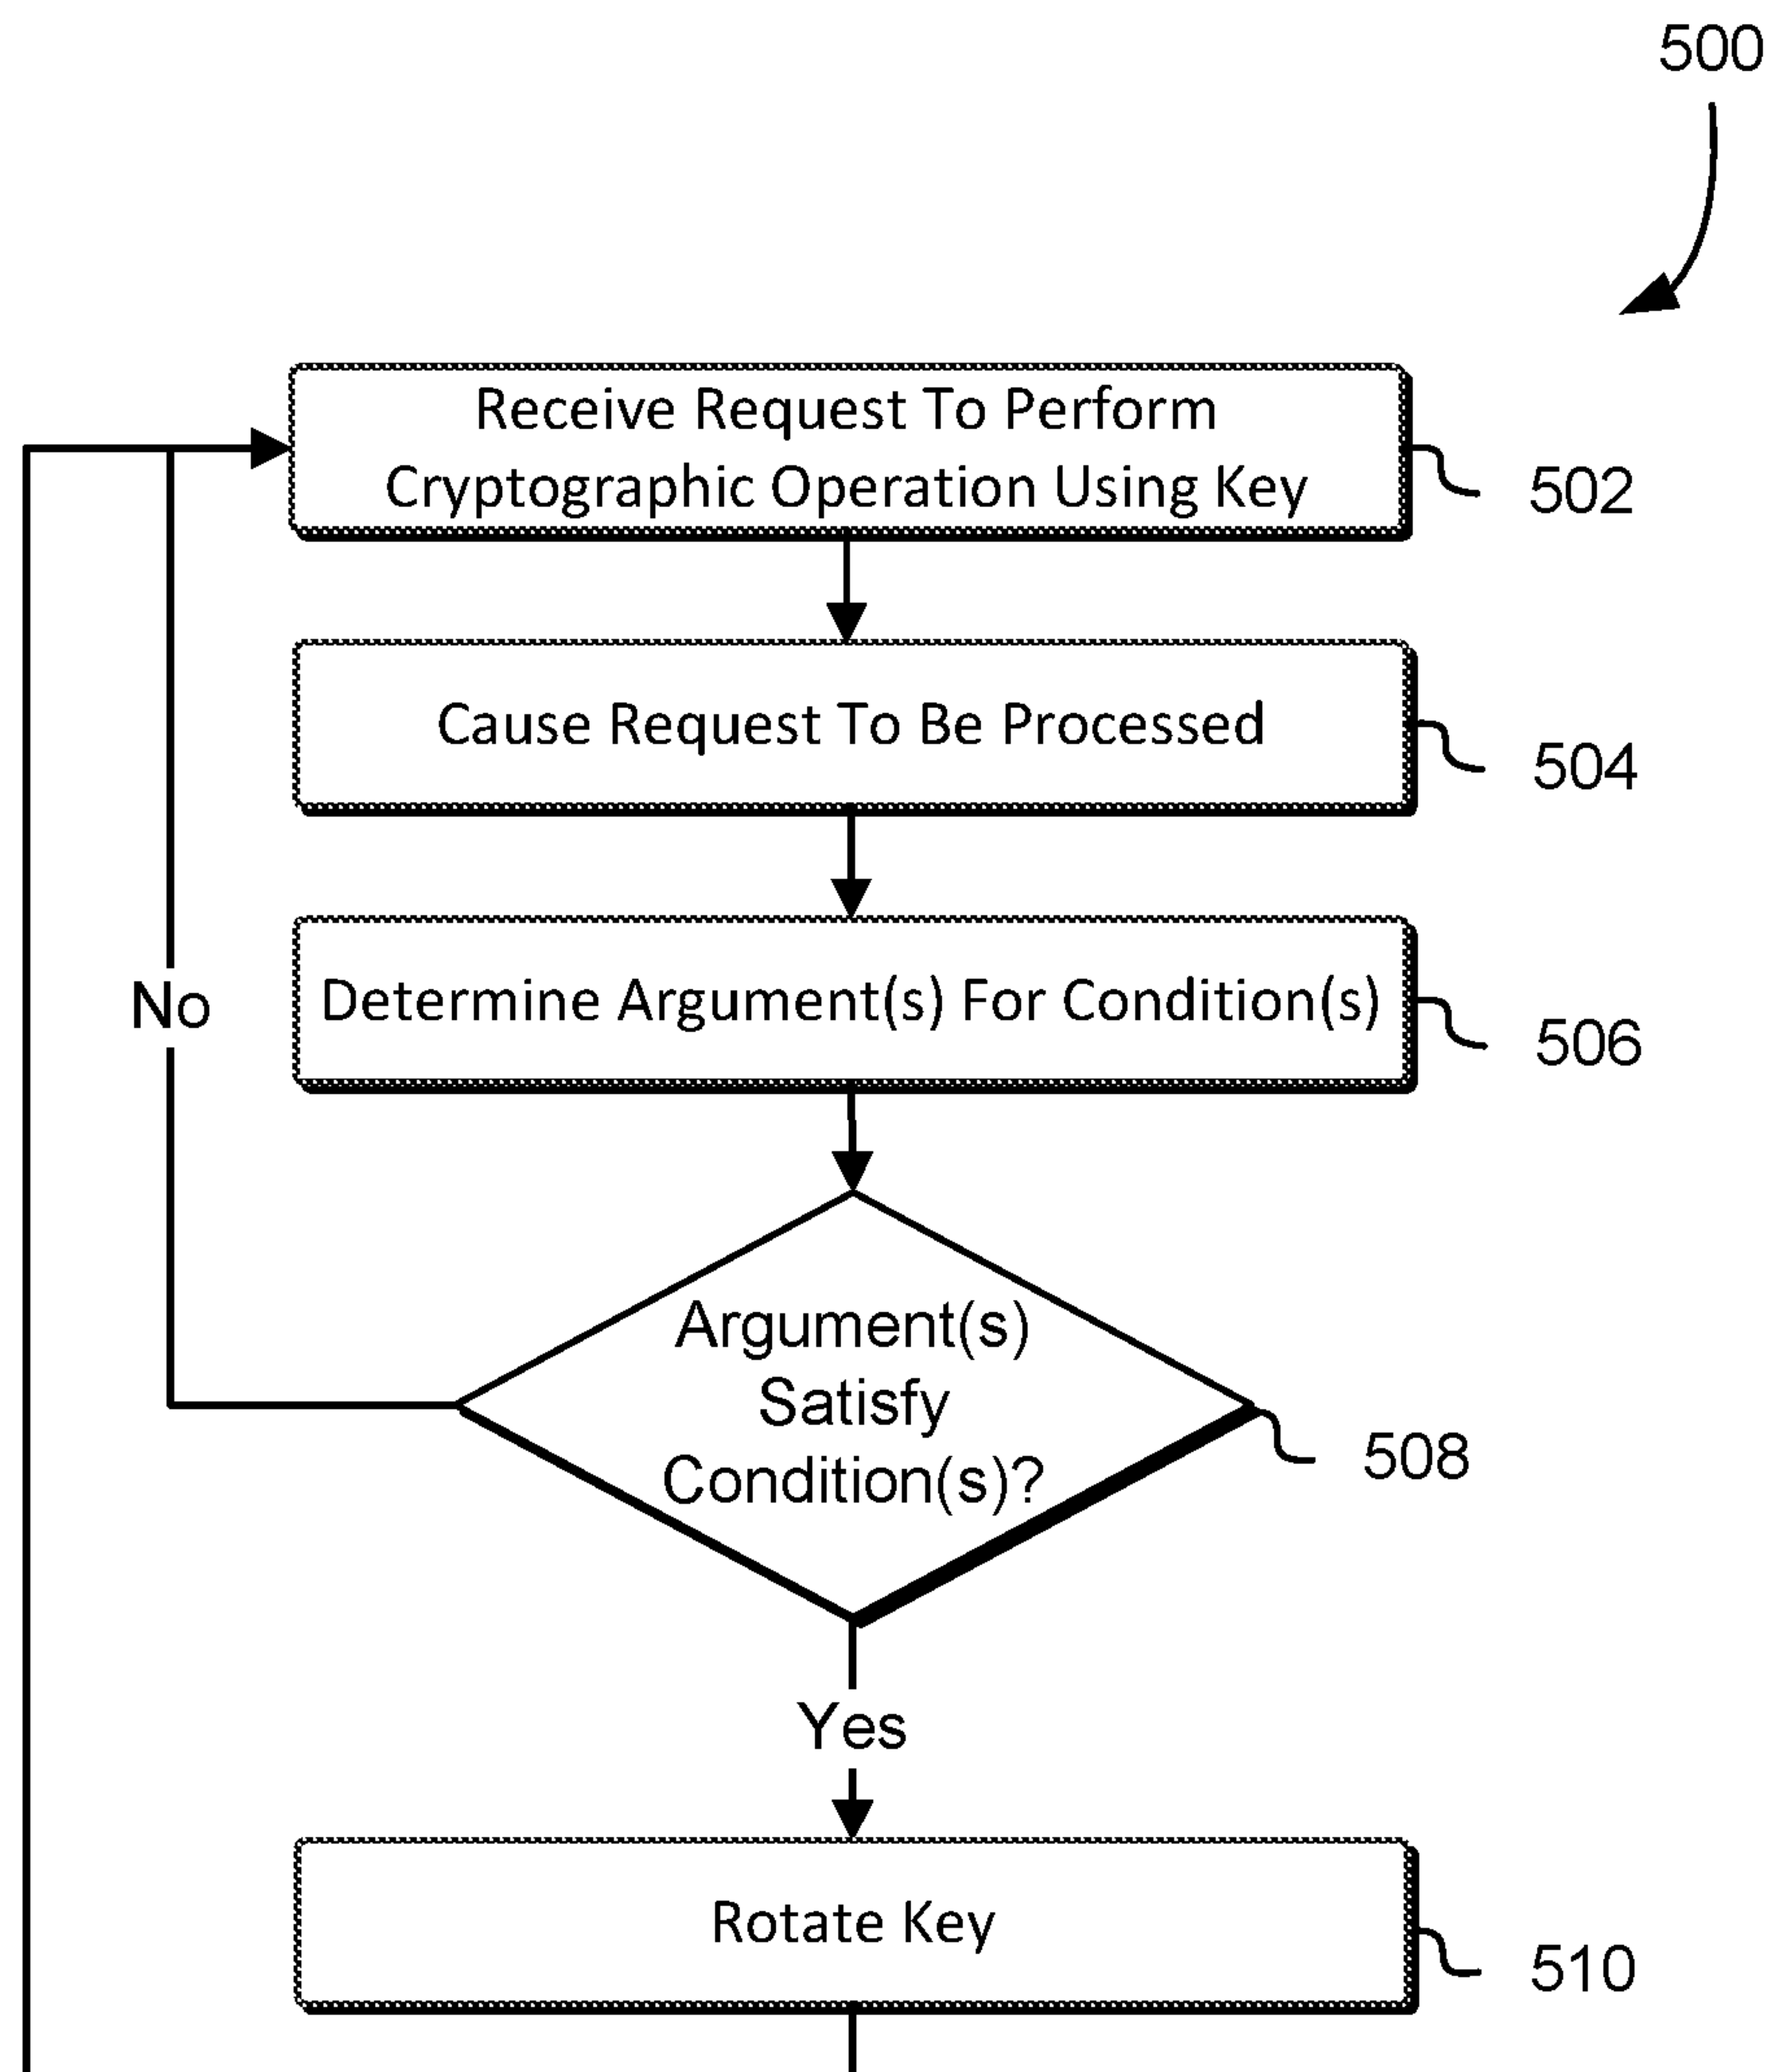 500
Receive Request To Perform
Cryptographic Operation Using Key
502
Cause Request To Be Processed
504
No
Determine Argument(s) For Condition(s)
506
Argument(s)
Satisfy
Condition(s)?
508
Yes
Rotate Key
510